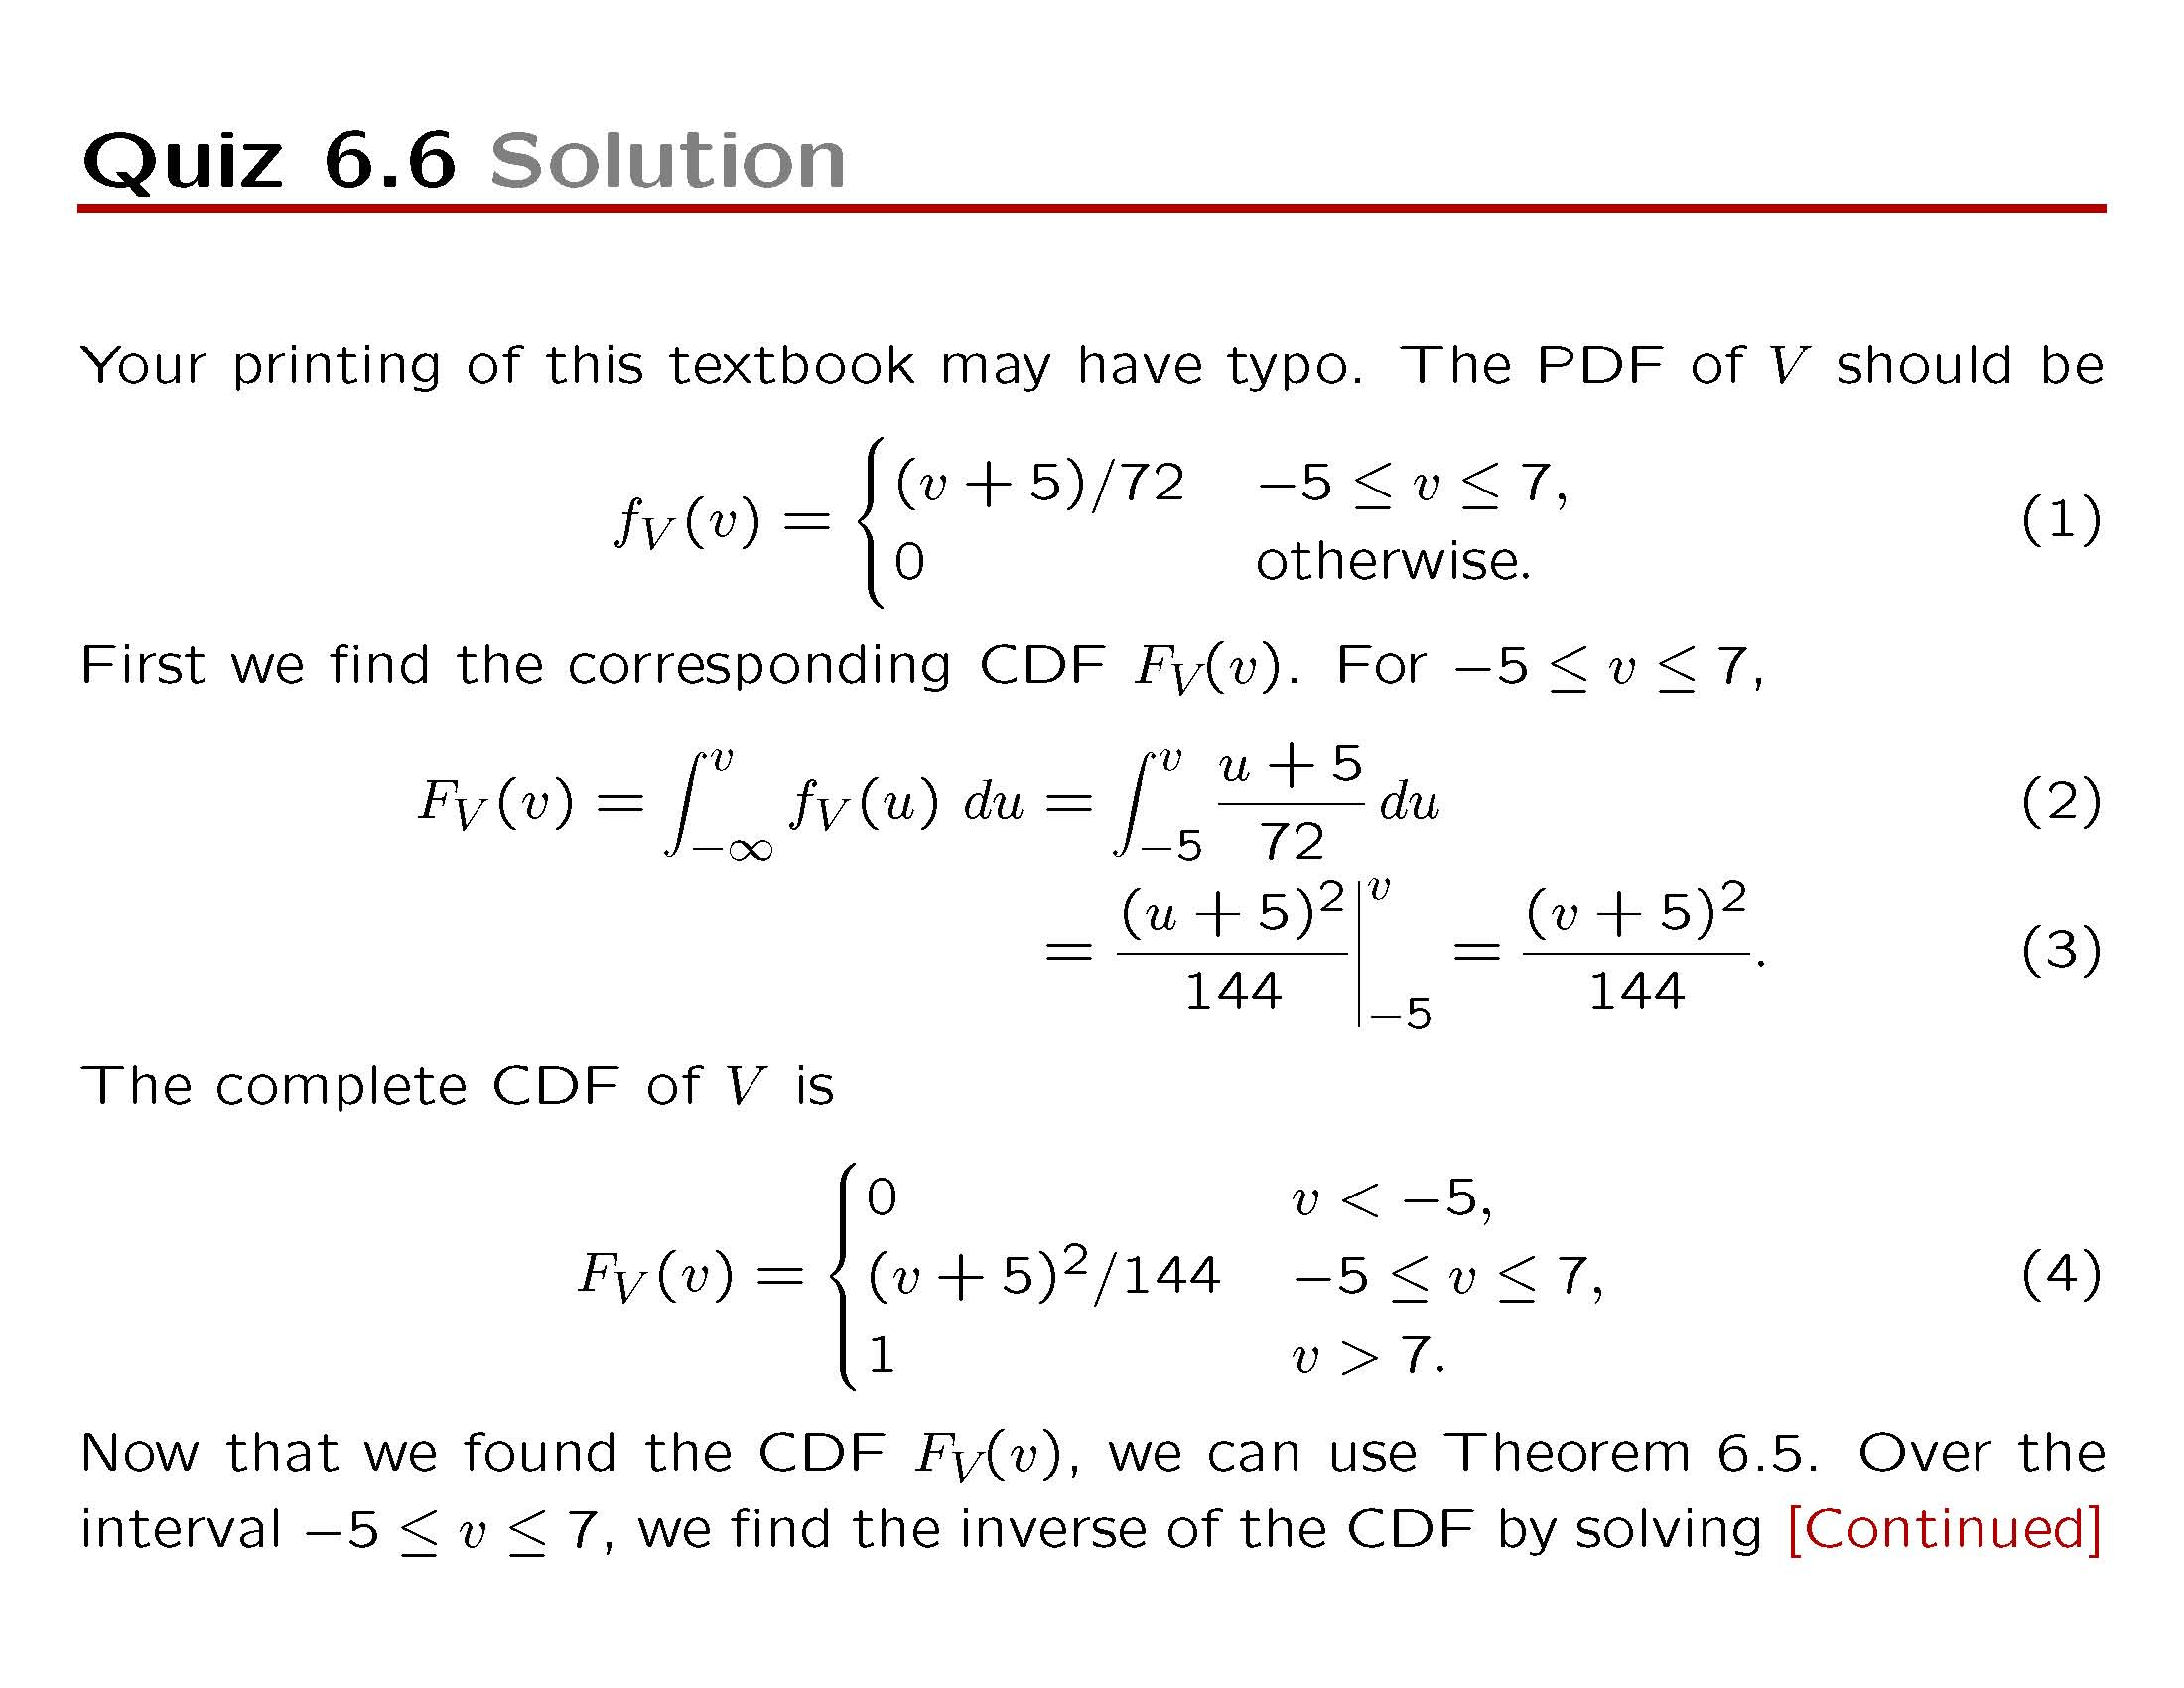 Quiz 6.6 Solution
Your printing of this textbook may have typo. The PDF of V should be
f_V(v) = { (v + 5)/72   −5 ≤ v ≤ 7,
0   otherwise.   (1)
First we find the corresponding CDF F_V(v). For −5 ≤ v ≤ 7,
F_V(v) = ∫_{−∞}^{v} f_V(u) du = ∫_{−5}^{v} \frac{u + 5}{72} du   (2)
= \frac{(u + 5)^2}{144} |_{−5}^{v} = \frac{(v + 5)^2}{144}.   (3)
The complete CDF of V is
F_V(v) = { 0   v < −5,
(v + 5)^2/144   −5 ≤ v ≤ 7,   (4)
1   v > 7.
Now that we found the CDF F_V(v), we can use Theorem 6.5. Over the
interval −5 ≤ v ≤ 7, we find the inverse of the CDF by solving [Continued]